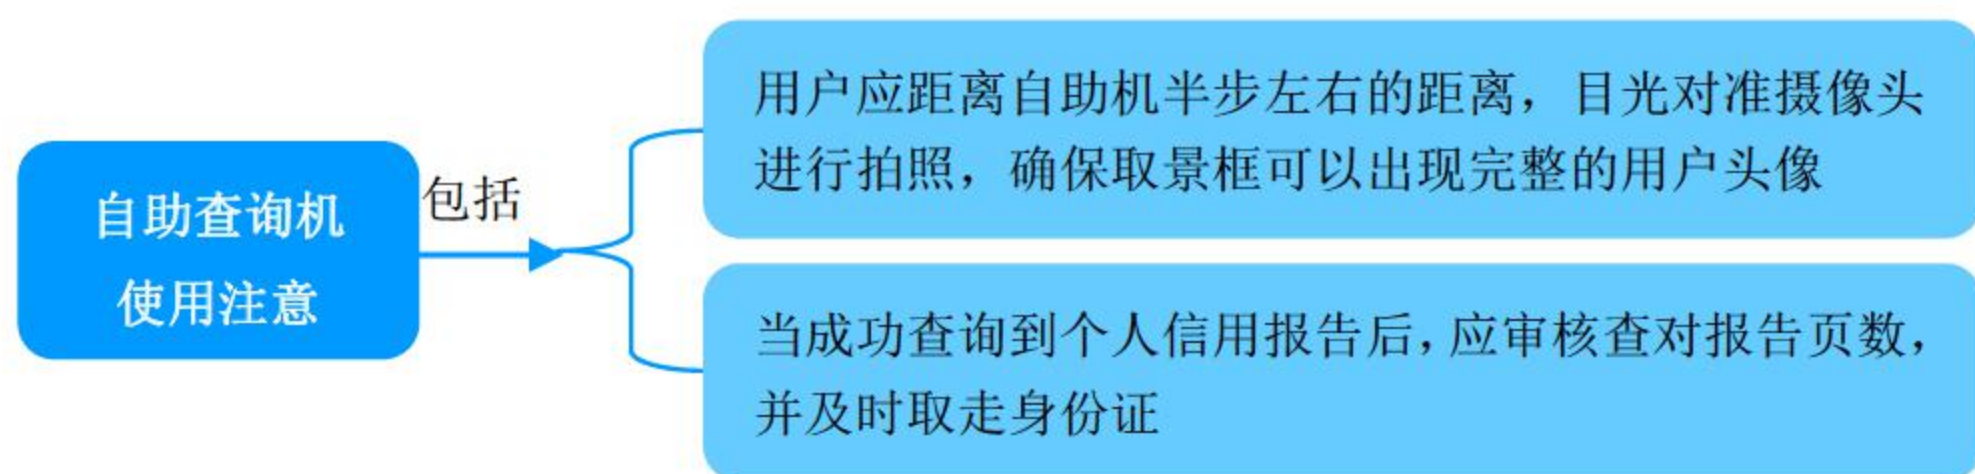 自助查询机
使用注意
包括
用户应距离自助机半步左右的距离，目光对准摄像头
进行拍照，确保取景框可以出现完整的用户头像
当成功查询到个人信用报告后，应审核查对报告页数，
并及时取走身份证